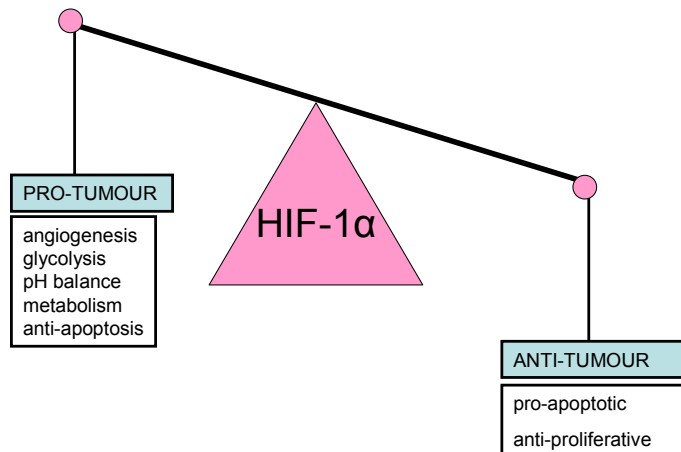 PRO-TUMOUR
angiogenesis
glycolysis
pH balance
metabolism
anti-apoptosis
HIF-1α
ANTI-TUMOUR
pro-apoptotic
anti-proliferative